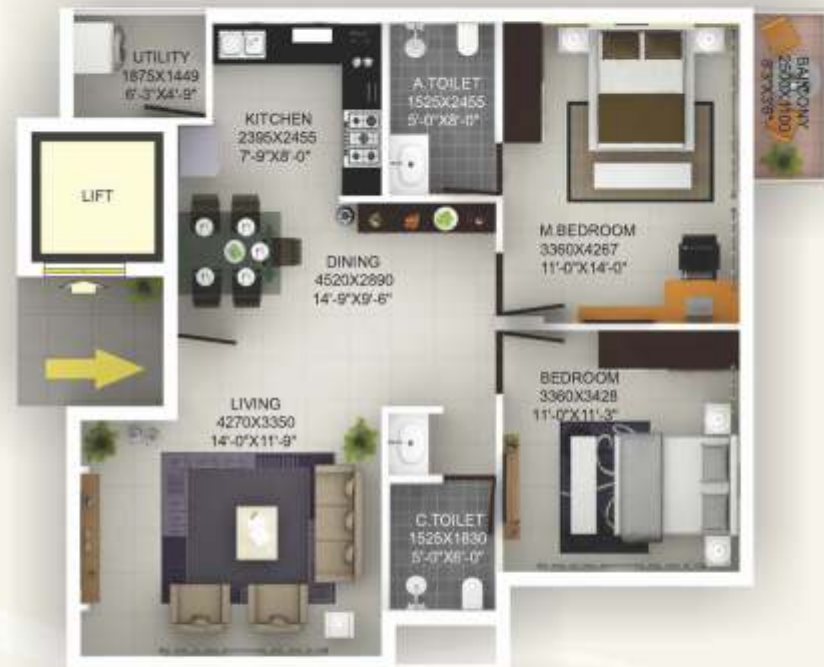 UTILITY
1875X1449
6'-3"X4'-9"
KITCHEN
2395X2455
7'-9"X8'-0"
A.TOILET
1525X2455
5'-0"X8'-0"
BALCONY
2500X1100
LIFT
M.BEDROOM
3360X4267
11'-0"X14'-0"
DINING
4520X2890
14'-9"X9'-6"
BEDROOM
3360X3428
11'-0"X11'-3"
LIVING
4270X3350
14'-0"X11'-9"
C.TOILET
1525X1830
5'-0"X6'-0"